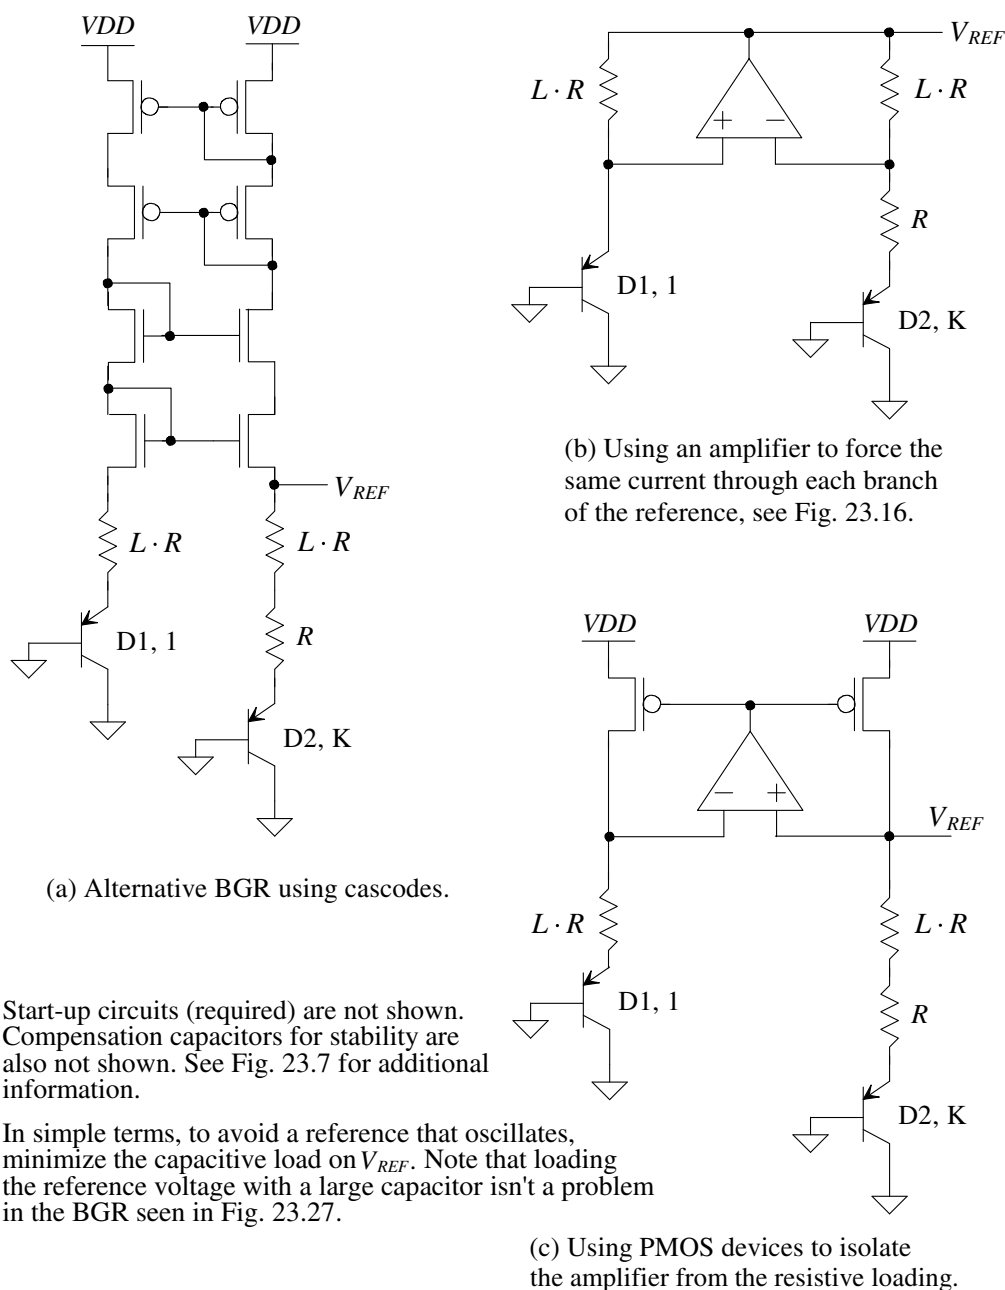 VDD
VDD
L · R
L · R
V_REF
R
D1, 1
D2, K
(a) Alternative BGR using cascodes.
V_REF
L · R
L · R
+
−
R
D1, 1
D2, K
(b) Using an amplifier to force the
same current through each branch
of the reference, see Fig. 23.16.
VDD
VDD
−
+
V_REF
L · R
L · R
D1, 1
R
D2, K
(c) Using PMOS devices to isolate
the amplifier from the resistive loading.
Start-up circuits (required) are not shown.
Compensation capacitors for stability are
also not shown. See Fig. 23.7 for additional
information.
In simple terms, to avoid a reference that oscillates,
minimize the capacitive load on V_REF. Note that loading
the reference voltage with a large capacitor isn't a problem
in the BGR seen in Fig. 23.27.